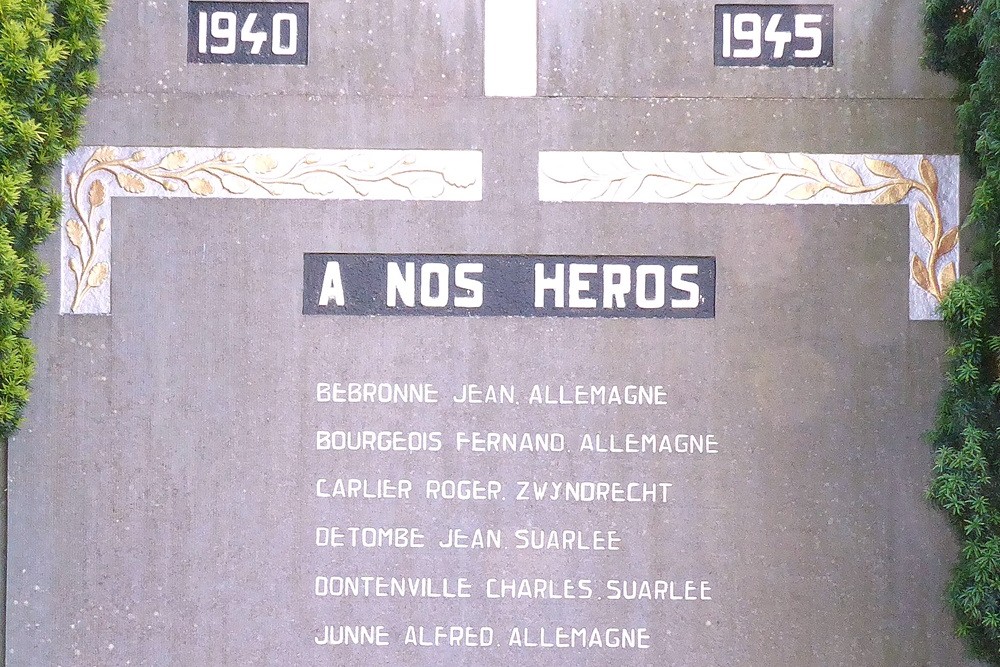 1940 1945
A NOS HEROS
BEBRONNE JEAN. ALLEMAGNE
BOURGEOIS FERNAND. ALLEMAGNE
CARLIER ROGER. ZWYNDRECHT
DETOMBE JEAN. SUARLEE
DONTENVILLE CHARLES. SUARLEE
JUNNE ALFRED. ALLEMAGNE